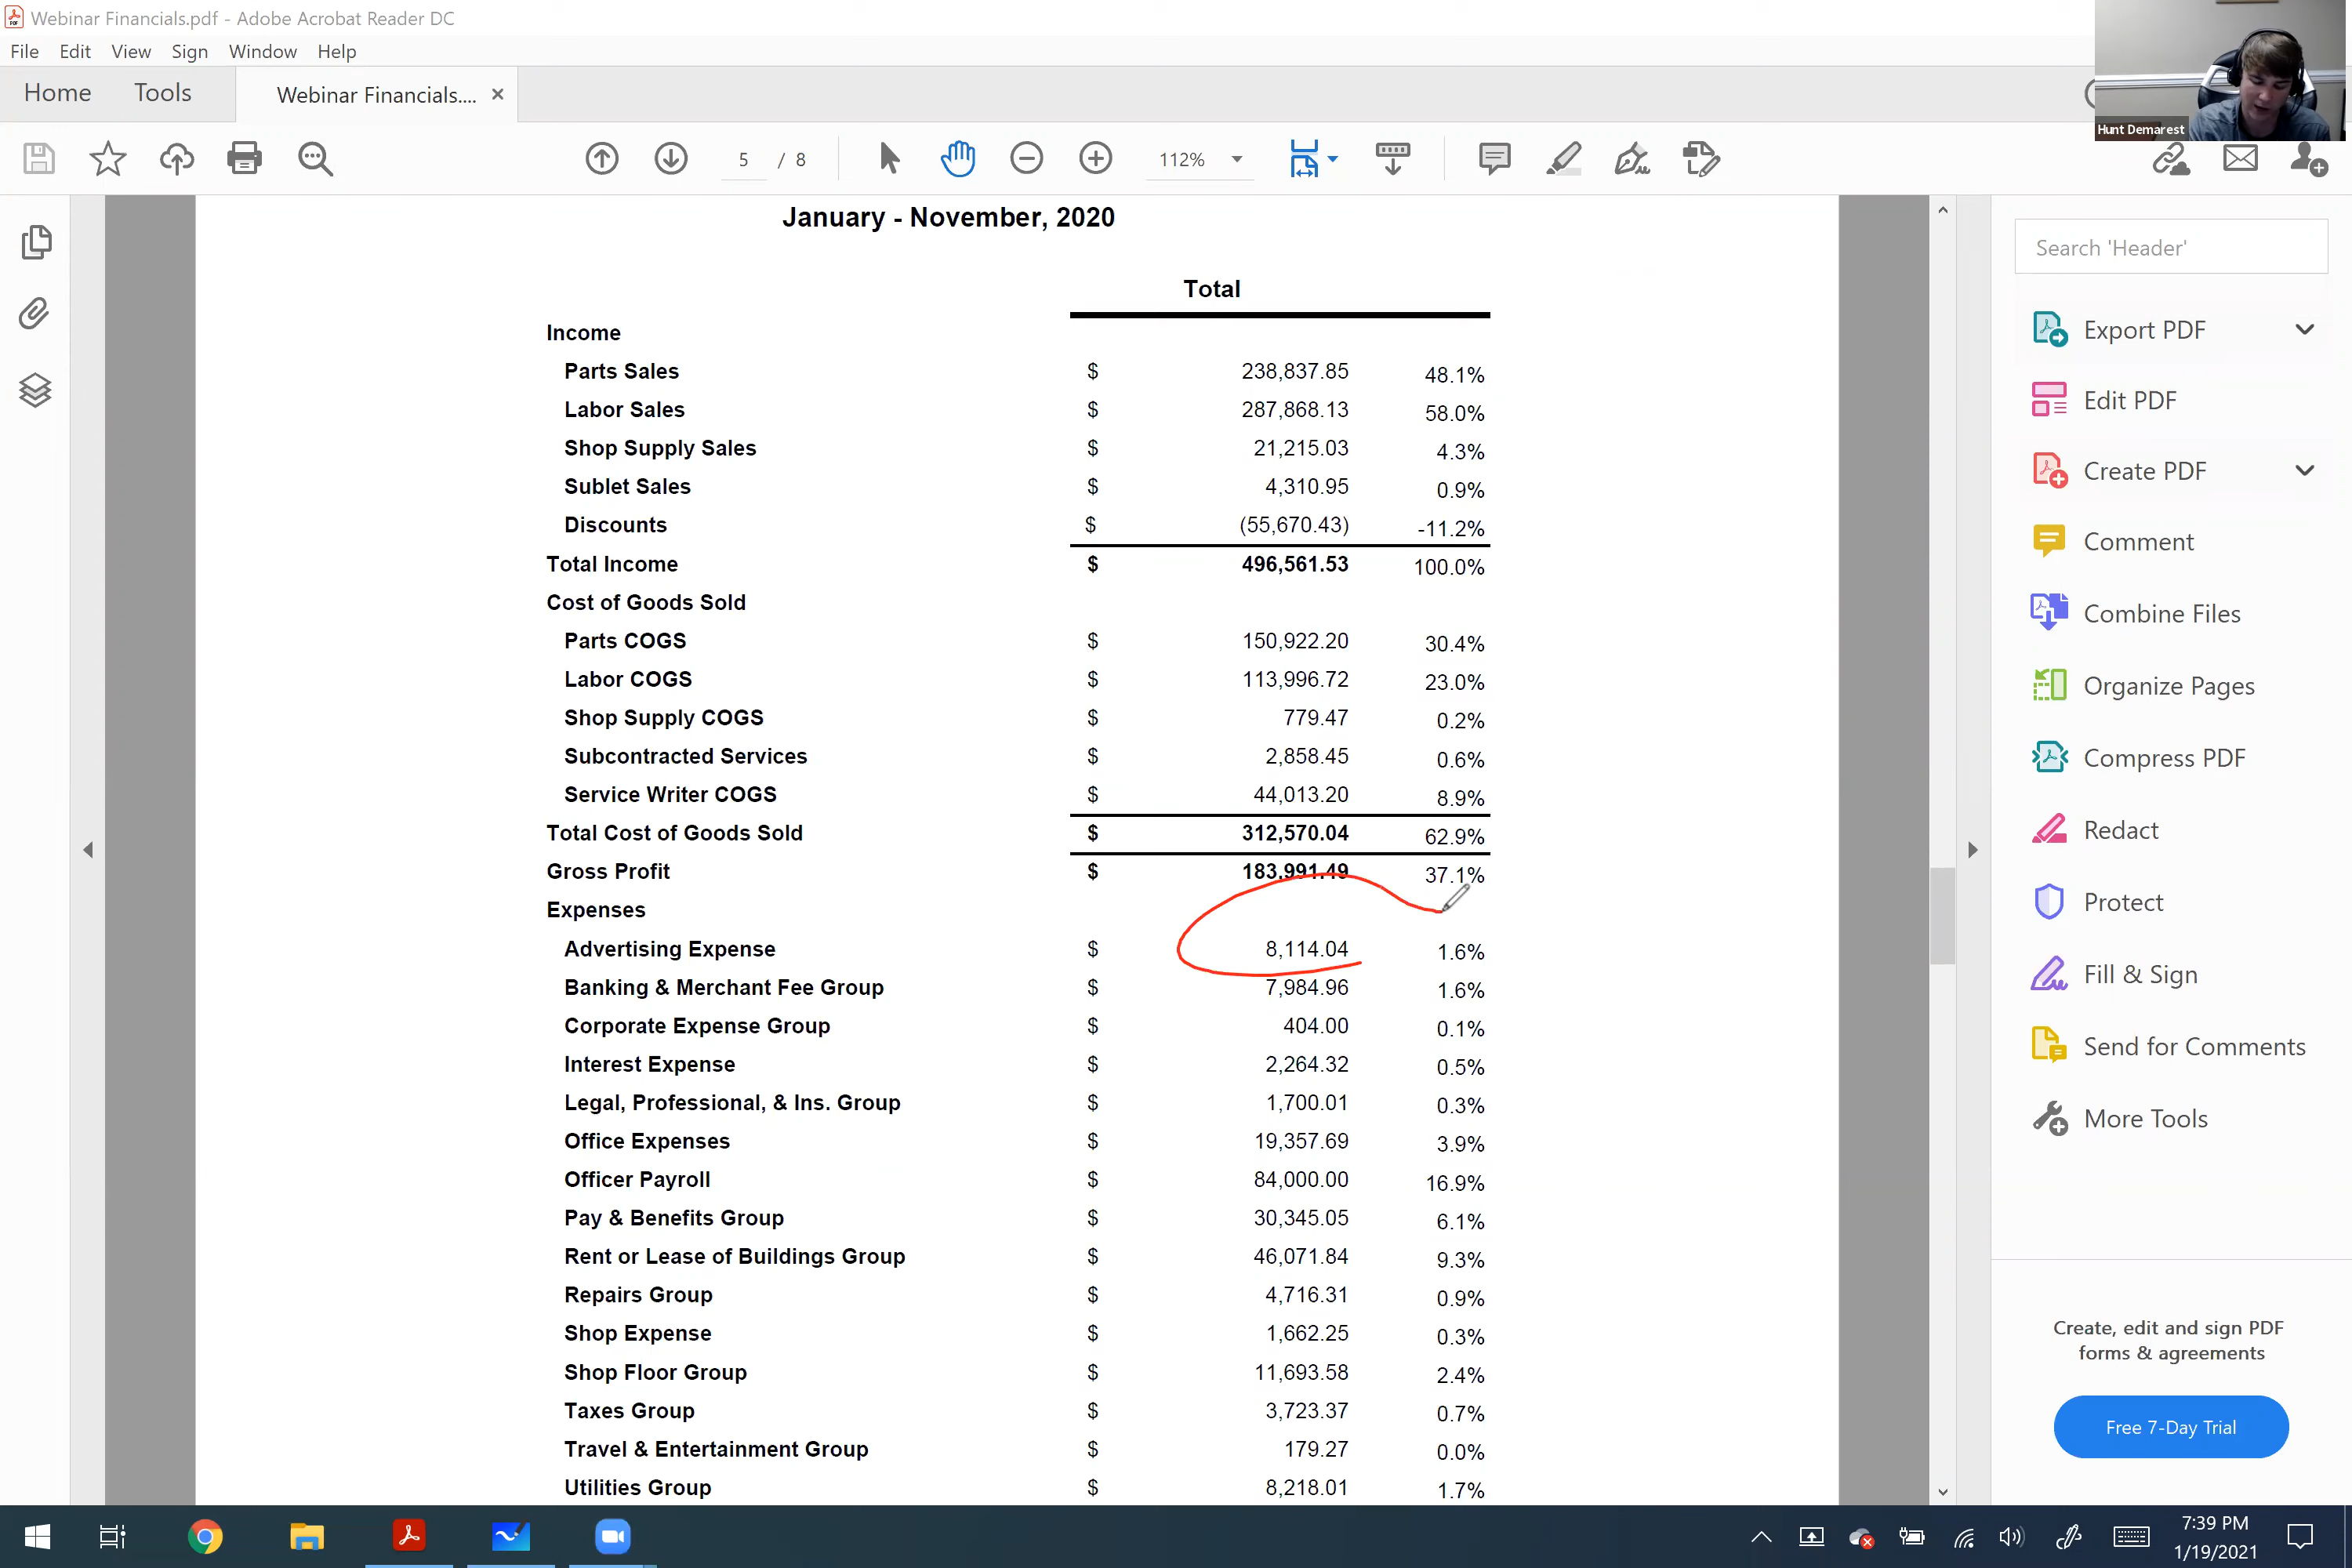 Webinar Financials.pdf - Adobe Acrobat Reader DC
File Edit View Sign Window Help
Home Tools Webinar Financials.... ×
5 / 8 112%
Hunt Demarest
January - November, 2020
Total
Income
Parts Sales $ 238,837.85 48.1%
Labor Sales $ 287,868.13 58.0%
Shop Supply Sales $ 21,215.03 4.3%
Sublet Sales $ 4,310.95 0.9%
Discounts $ (55,670.43) -11.2%
Total Income $ 496,561.53 100.0%
Cost of Goods Sold
Parts COGS $ 150,922.20 30.4%
Labor COGS $ 113,996.72 23.0%
Shop Supply COGS $ 779.47 0.2%
Subcontracted Services $ 2,858.45 0.6%
Service Writer COGS $ 44,013.20 8.9%
Total Cost of Goods Sold $ 312,570.04 62.9%
Gross Profit $ 183,991.49 37.1%
Expenses
Advertising Expense $ 8,114.04 1.6%
Banking & Merchant Fee Group $ 7,984.96 1.6%
Corporate Expense Group $ 404.00 0.1%
Interest Expense $ 2,264.32 0.5%
Legal, Professional, & Ins. Group $ 1,700.01 0.3%
Office Expenses $ 19,357.69 3.9%
Officer Payroll $ 84,000.00 16.9%
Pay & Benefits Group $ 30,345.05 6.1%
Rent or Lease of Buildings Group $ 46,071.84 9.3%
Repairs Group $ 4,716.31 0.9%
Shop Expense $ 1,662.25 0.3%
Shop Floor Group $ 11,693.58 2.4%
Taxes Group $ 3,723.37 0.7%
Travel & Entertainment Group $ 179.27 0.0%
Utilities Group $ 8,218.01 1.7%
Search 'Header'
Export PDF
Edit PDF
Create PDF
Comment
Combine Files
Organize Pages
Compress PDF
Redact
Protect
Fill & Sign
Send for Comments
More Tools
Create, edit and sign PDF
forms & agreements
Free 7-Day Trial
7:39 PM
1/19/2021